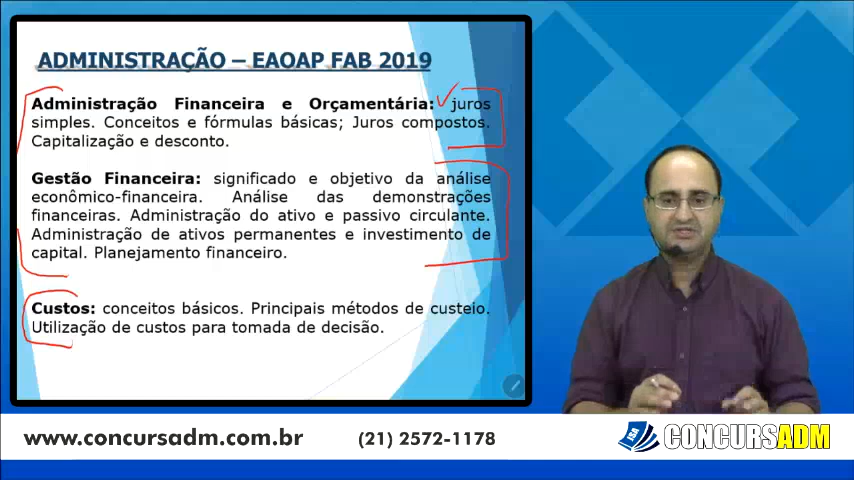 ADMINISTRAÇÃO – EAOAP FAB 2019
Administração Financeira e Orçamentária: juros
simples. Conceitos e fórmulas básicas; Juros compostos.
Capitalização e desconto.
Gestão Financeira: significado e objetivo da análise
econômico-financeira. Análise das demonstrações
financeiras. Administração do ativo e passivo circulante.
Administração de ativos permanentes e investimento de
capital. Planejamento financeiro.
Custos: conceitos básicos. Principais métodos de custeio.
Utilização de custos para tomada de decisão.
www.concursadm.com.br (21) 2572-1178 CONCURSADM